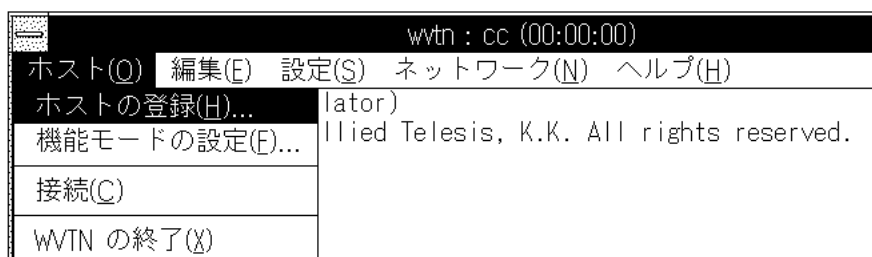 wvtn : cc (00:00:00)
ホスト(O) 編集(E) 設定(S) ネットワーク(N) ヘルプ(H)
ホストの登録(H)... lator)
機能モードの設定(F)... llied Telesis, K.K. All rights reserved.
接続(C)
WVTN の終了(X)